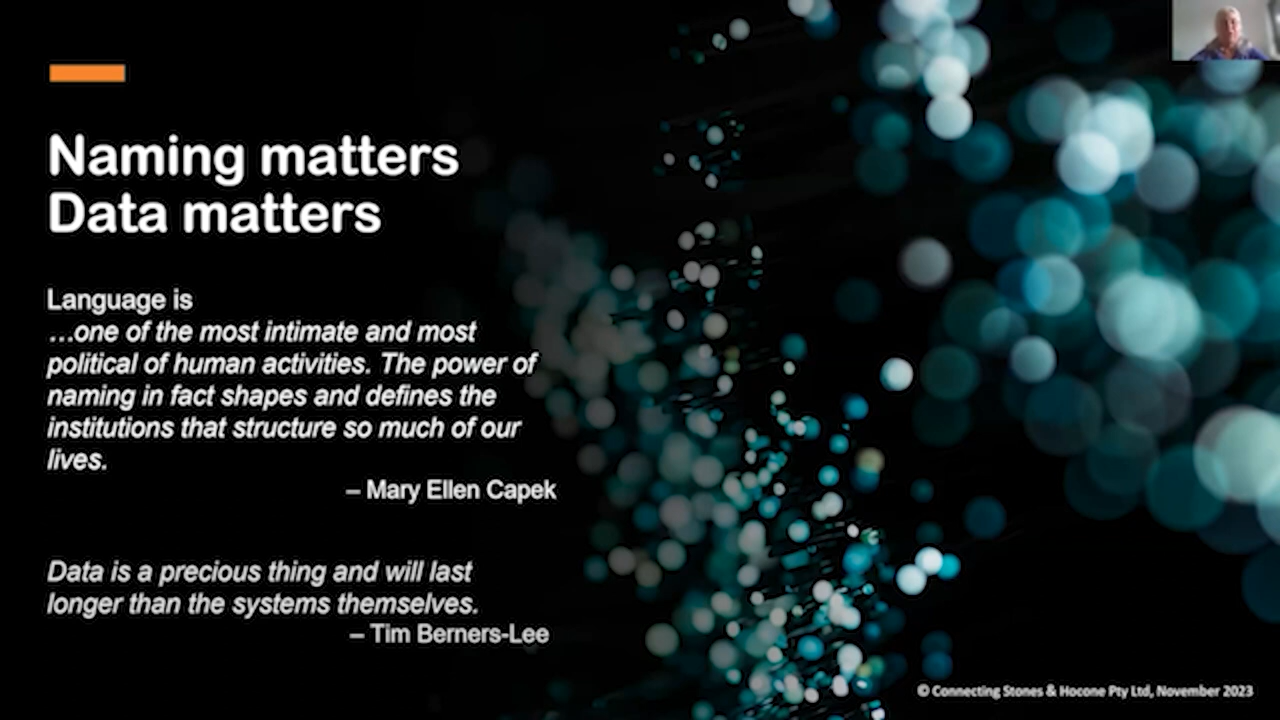 Naming matters
Data matters
Language is
…one of the most intimate and most
political of human activities. The power of
naming in fact shapes and defines the
institutions that structure so much of our
lives.
– Mary Ellen Capek
Data is a precious thing and will last
longer than the systems themselves.
– Tim Berners-Lee
© Connecting Stones & Hocone Pty Ltd, November 2023